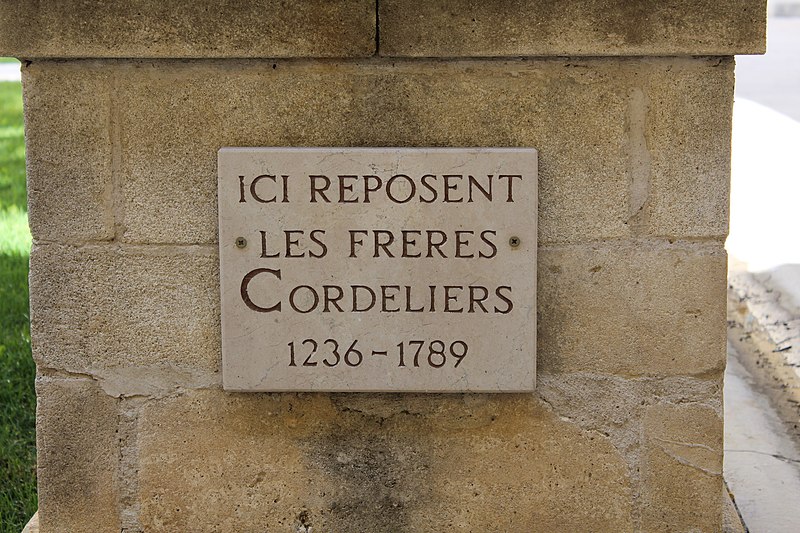 ICI REPOSENT
LES FRERES
CORDELIERS
1236-1789